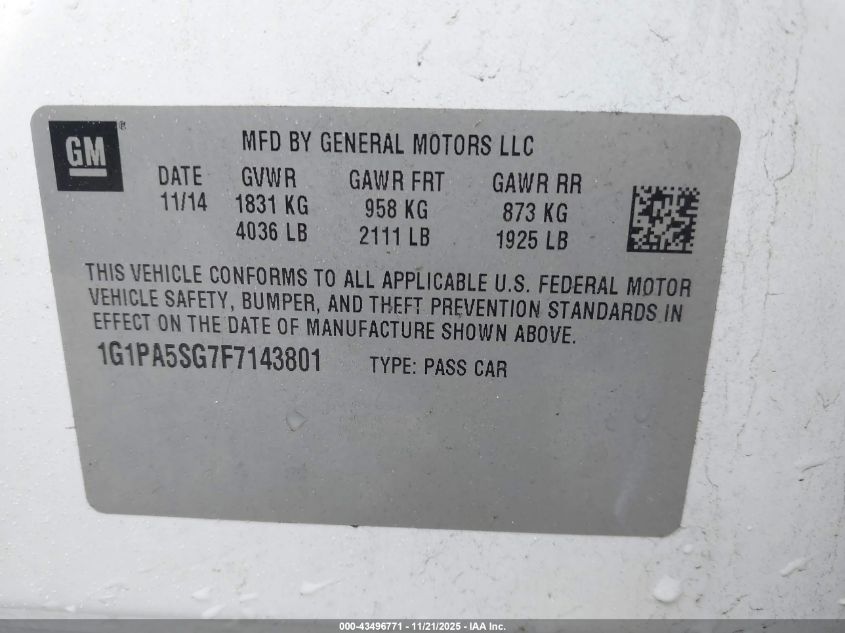 GM ®
MFD BY GENERAL MOTORS LLC
DATE GVWR GAWR FRT GAWR RR
11/14 1831 KG 958 KG 873 KG
4036 LB 2111 LB 1925 LB
THIS VEHICLE CONFORMS TO ALL APPLICABLE U.S. FEDERAL MOTOR
VEHICLE SAFETY, BUMPER, AND THEFT PREVENTION STANDARDS IN
EFFECT ON THE DATE OF MANUFACTURE SHOWN ABOVE.
1G1PA5SG7F7143801 TYPE: PASS CAR
000-43496771 - 11/21/2025 - IAA Inc.